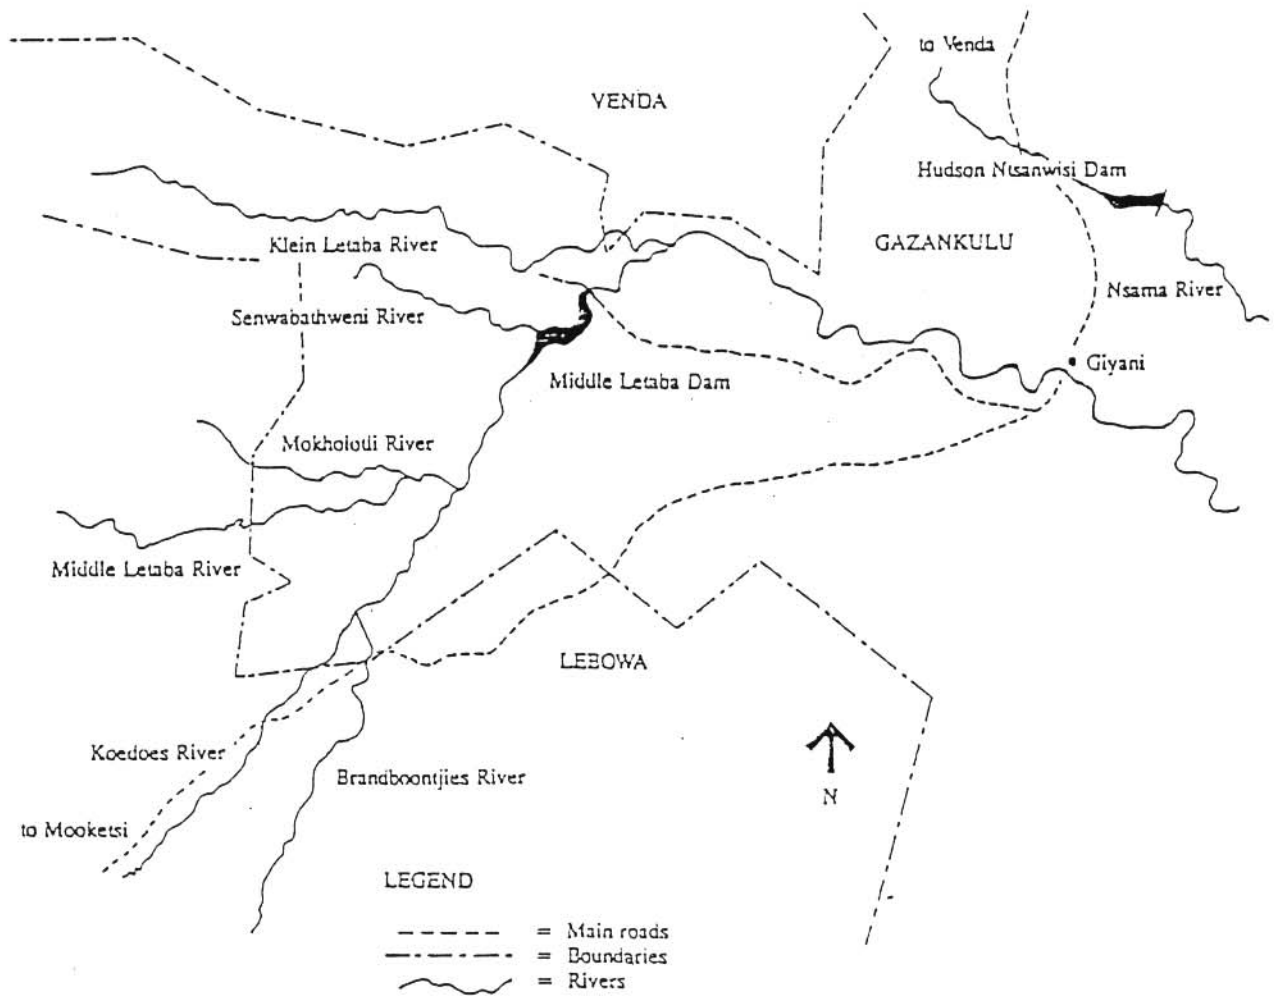 to Venda
VENDA
Hudson Ntsanwisi Dam
Klein Letaba River
GAZANKULU
Nsama River
Senwabathweni River
Giyani
Middle Letaba Dam
Mokholoui River
Middle Letaba River
LEBOWA
Koedoes River
Brandboontjies River
N
to Mooketsi
LEGEND
= Main roads
= Boundaries
= Rivers